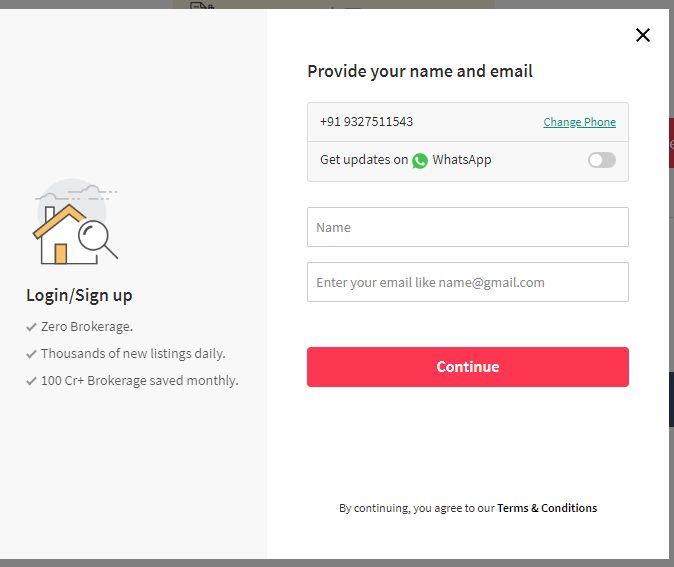 Provide your name and email
+91 9327511543 Change Phone
Get updates on WhatsApp
Name
Enter your email like name@gmail.com
Continue
By continuing, you agree to our Terms & Conditions
Login/Sign up
Zero Brokerage.
Thousands of new listings daily.
100 Cr+ Brokerage saved monthly.